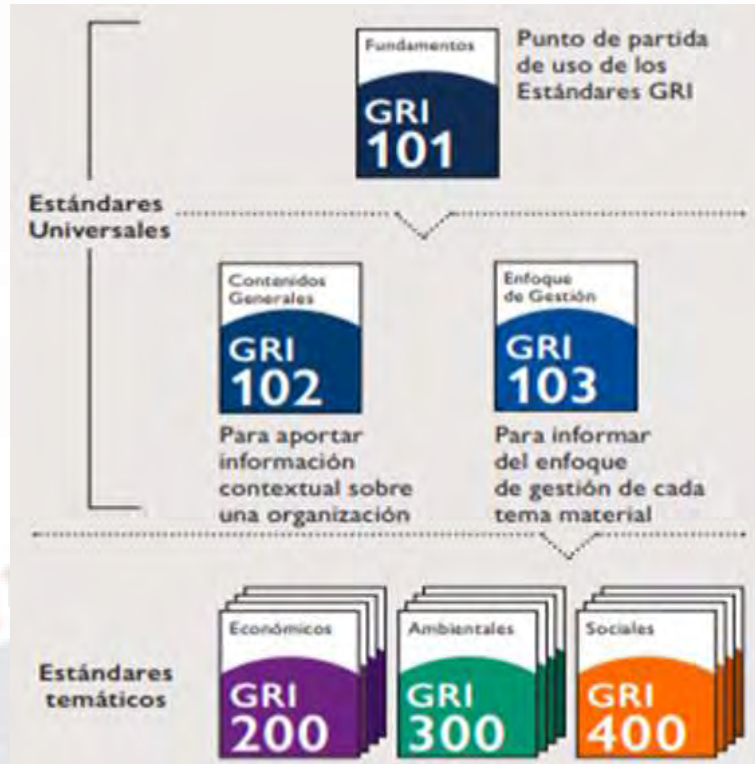 Fundamentos
GRI
101
Punto de partida
de uso de los
Estándares GRI
Estándares
Universales
Contenidos
Generales
GRI
102
Para aportar
información
contextual sobre
una organización
Enfoque
de Gestión
GRI
103
Para informar
del enfoque
de gestión de cada
tema material
Estándares
temáticos
Económicos
GRI
200
Ambientales
GRI
300
Sociales
GRI
400